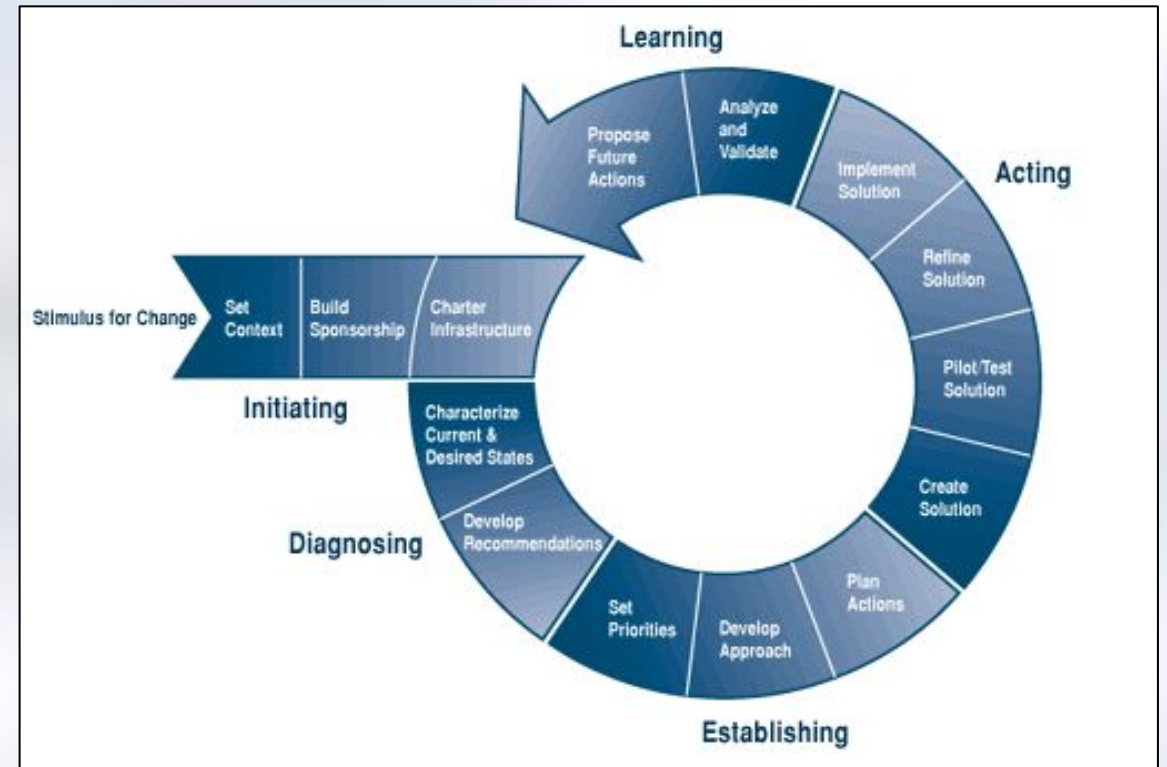 Learning
Analyze
and
Validate
Propose
Future
Actions
Implement
Solution
Acting
Refine
Solution
Stimulus for Change
Set
Context
Build
Sponsorship
Charter
Infrastructure
Pilot/Test
Solution
Initiating
Characterize
Current &
Desired States
Create
Solution
Develop
Recommendations
Diagnosing
Plan
Actions
Set
Priorities
Develop
Approach
Establishing